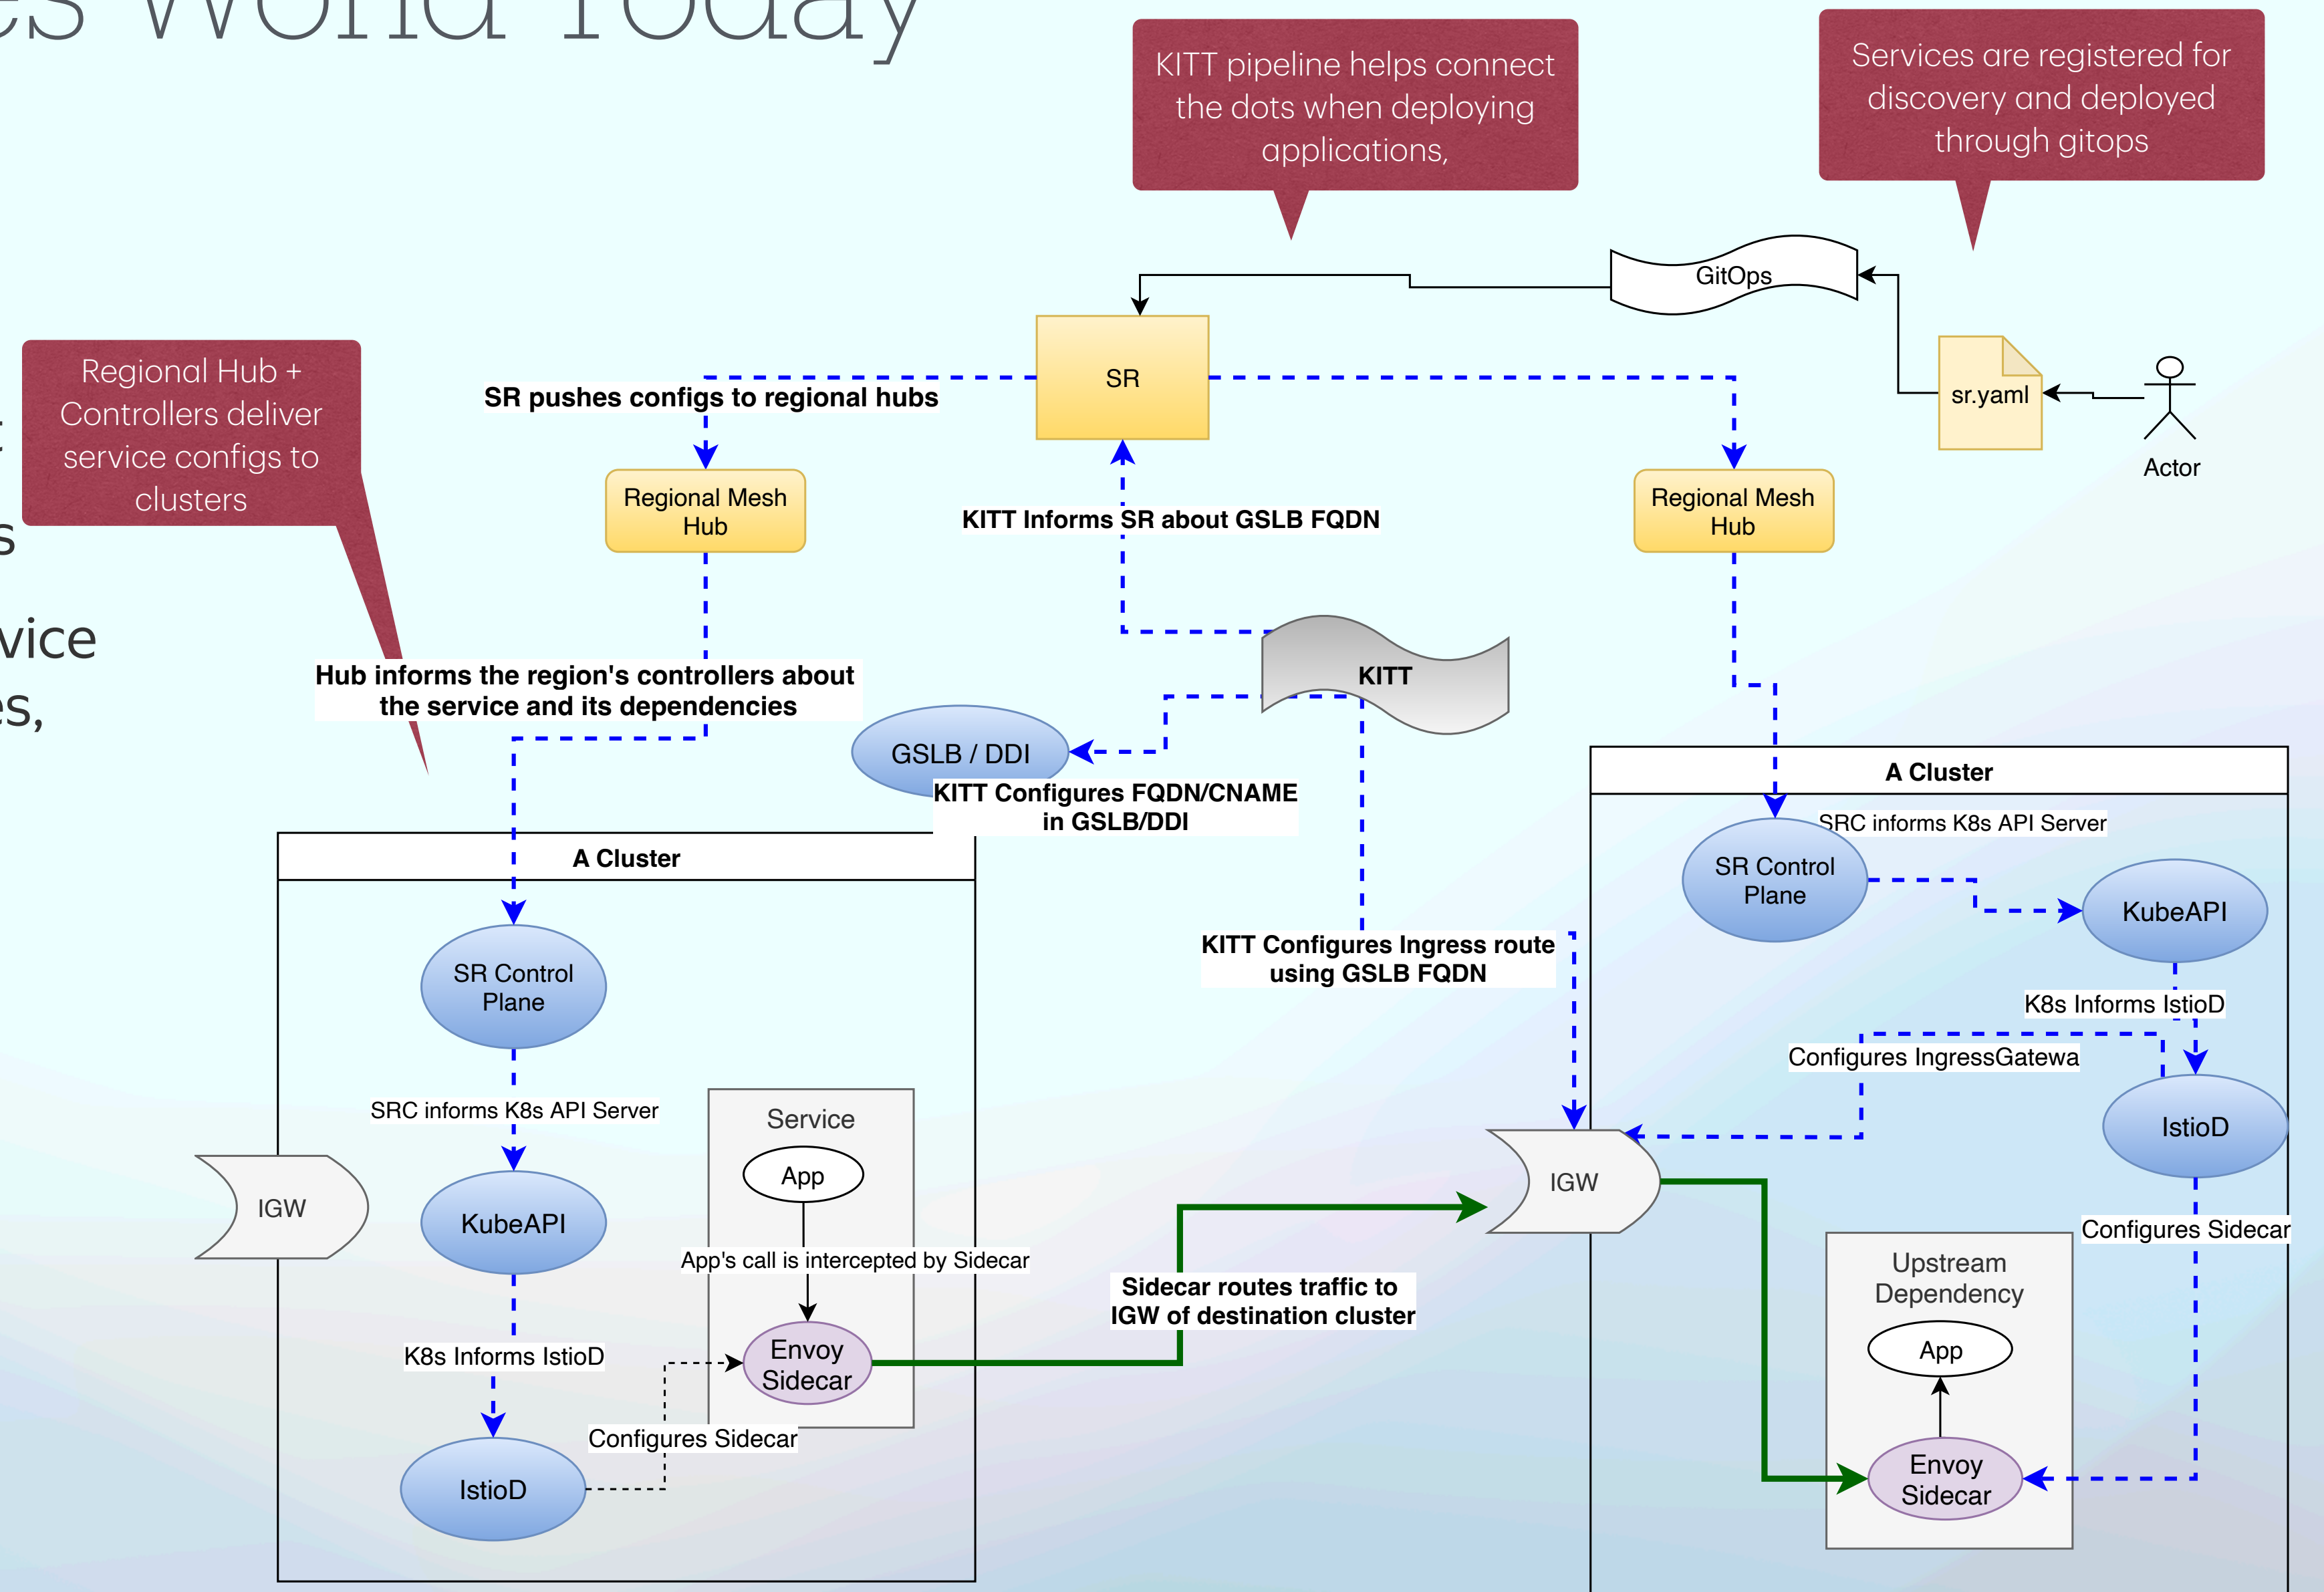 World Today
KITT pipeline helps connect
the dots when deploying
applications,
Services are registered for
discovery and deployed
through gitops
GitOps
sr.yaml
Actor
SR
SR pushes configs to regional hubs
Regional Hub +
Controllers deliver
service configs to
clusters
Regional Mesh
Hub
KITT Informs SR about GSLB FQDN
Regional Mesh
Hub
KITT
Hub informs the region's controllers about
the service and its dependencies
GSLB / DDI
KITT Configures FQDN/CNAME
in GSLB/DDI
KITT Configures Ingress route
using GSLB FQDN
A Cluster
SR Control
Plane
SRC informs K8s API Server
KubeAPI
K8s Informs IstioD
IstioD
Configures Sidecar
IGW
Service
App
App's call is intercepted by Sidecar
Envoy
Sidecar
Sidecar routes traffic to
IGW of destination cluster
A Cluster
SRC informs K8s API Server
SR Control
Plane
KubeAPI
K8s Informs IstioD
Configures IngressGatewa
IstioD
IGW
Configures Sidecar
Upstream
Dependency
App
Envoy
Sidecar